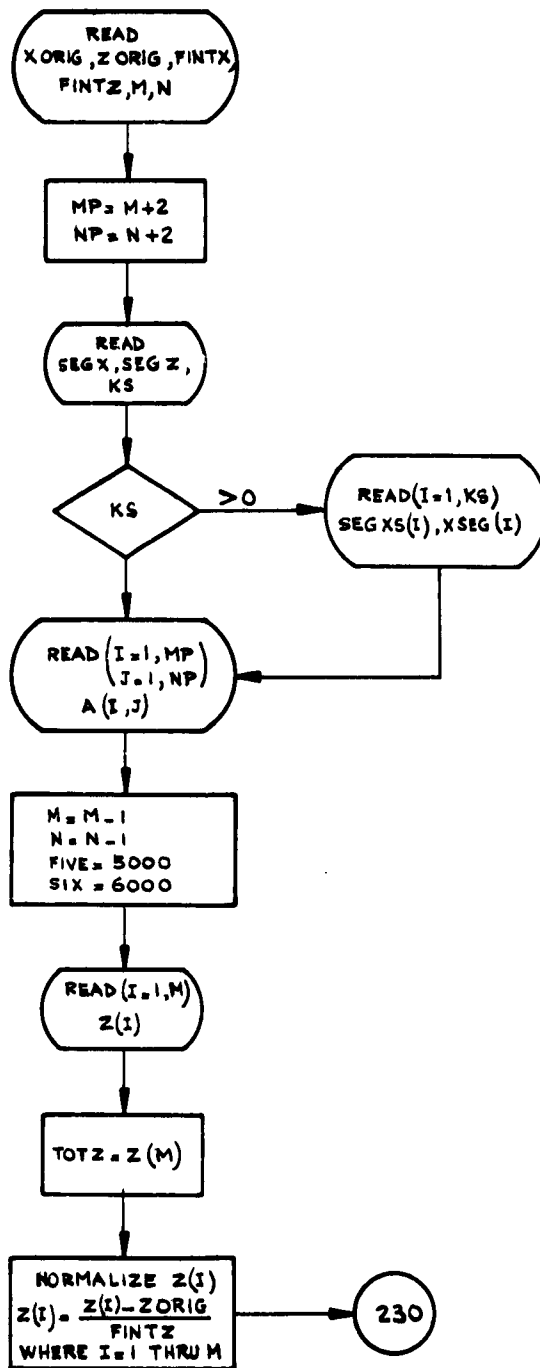 READ
X ORIG, Z ORIG, FINTX,
FINTZ, M, N
MP = M+2
NP = N+2
READ
SEGX, SEGZ,
KS
KS
>0
READ(I=1, KS)
SEGXS(I), XSEG(I)
READ(I=1, MP)
(J=1, NP)
A(I,J)
M = M-1
N = N-1
FIVE = 5000
SIX = 6000
READ(I=1,M)
Z(I)
TOTZ = Z(M)
NORMALIZE Z(I)
Z(I) = Z(I)-ZORIG
FINTZ
WHERE I=1 THRU M
230